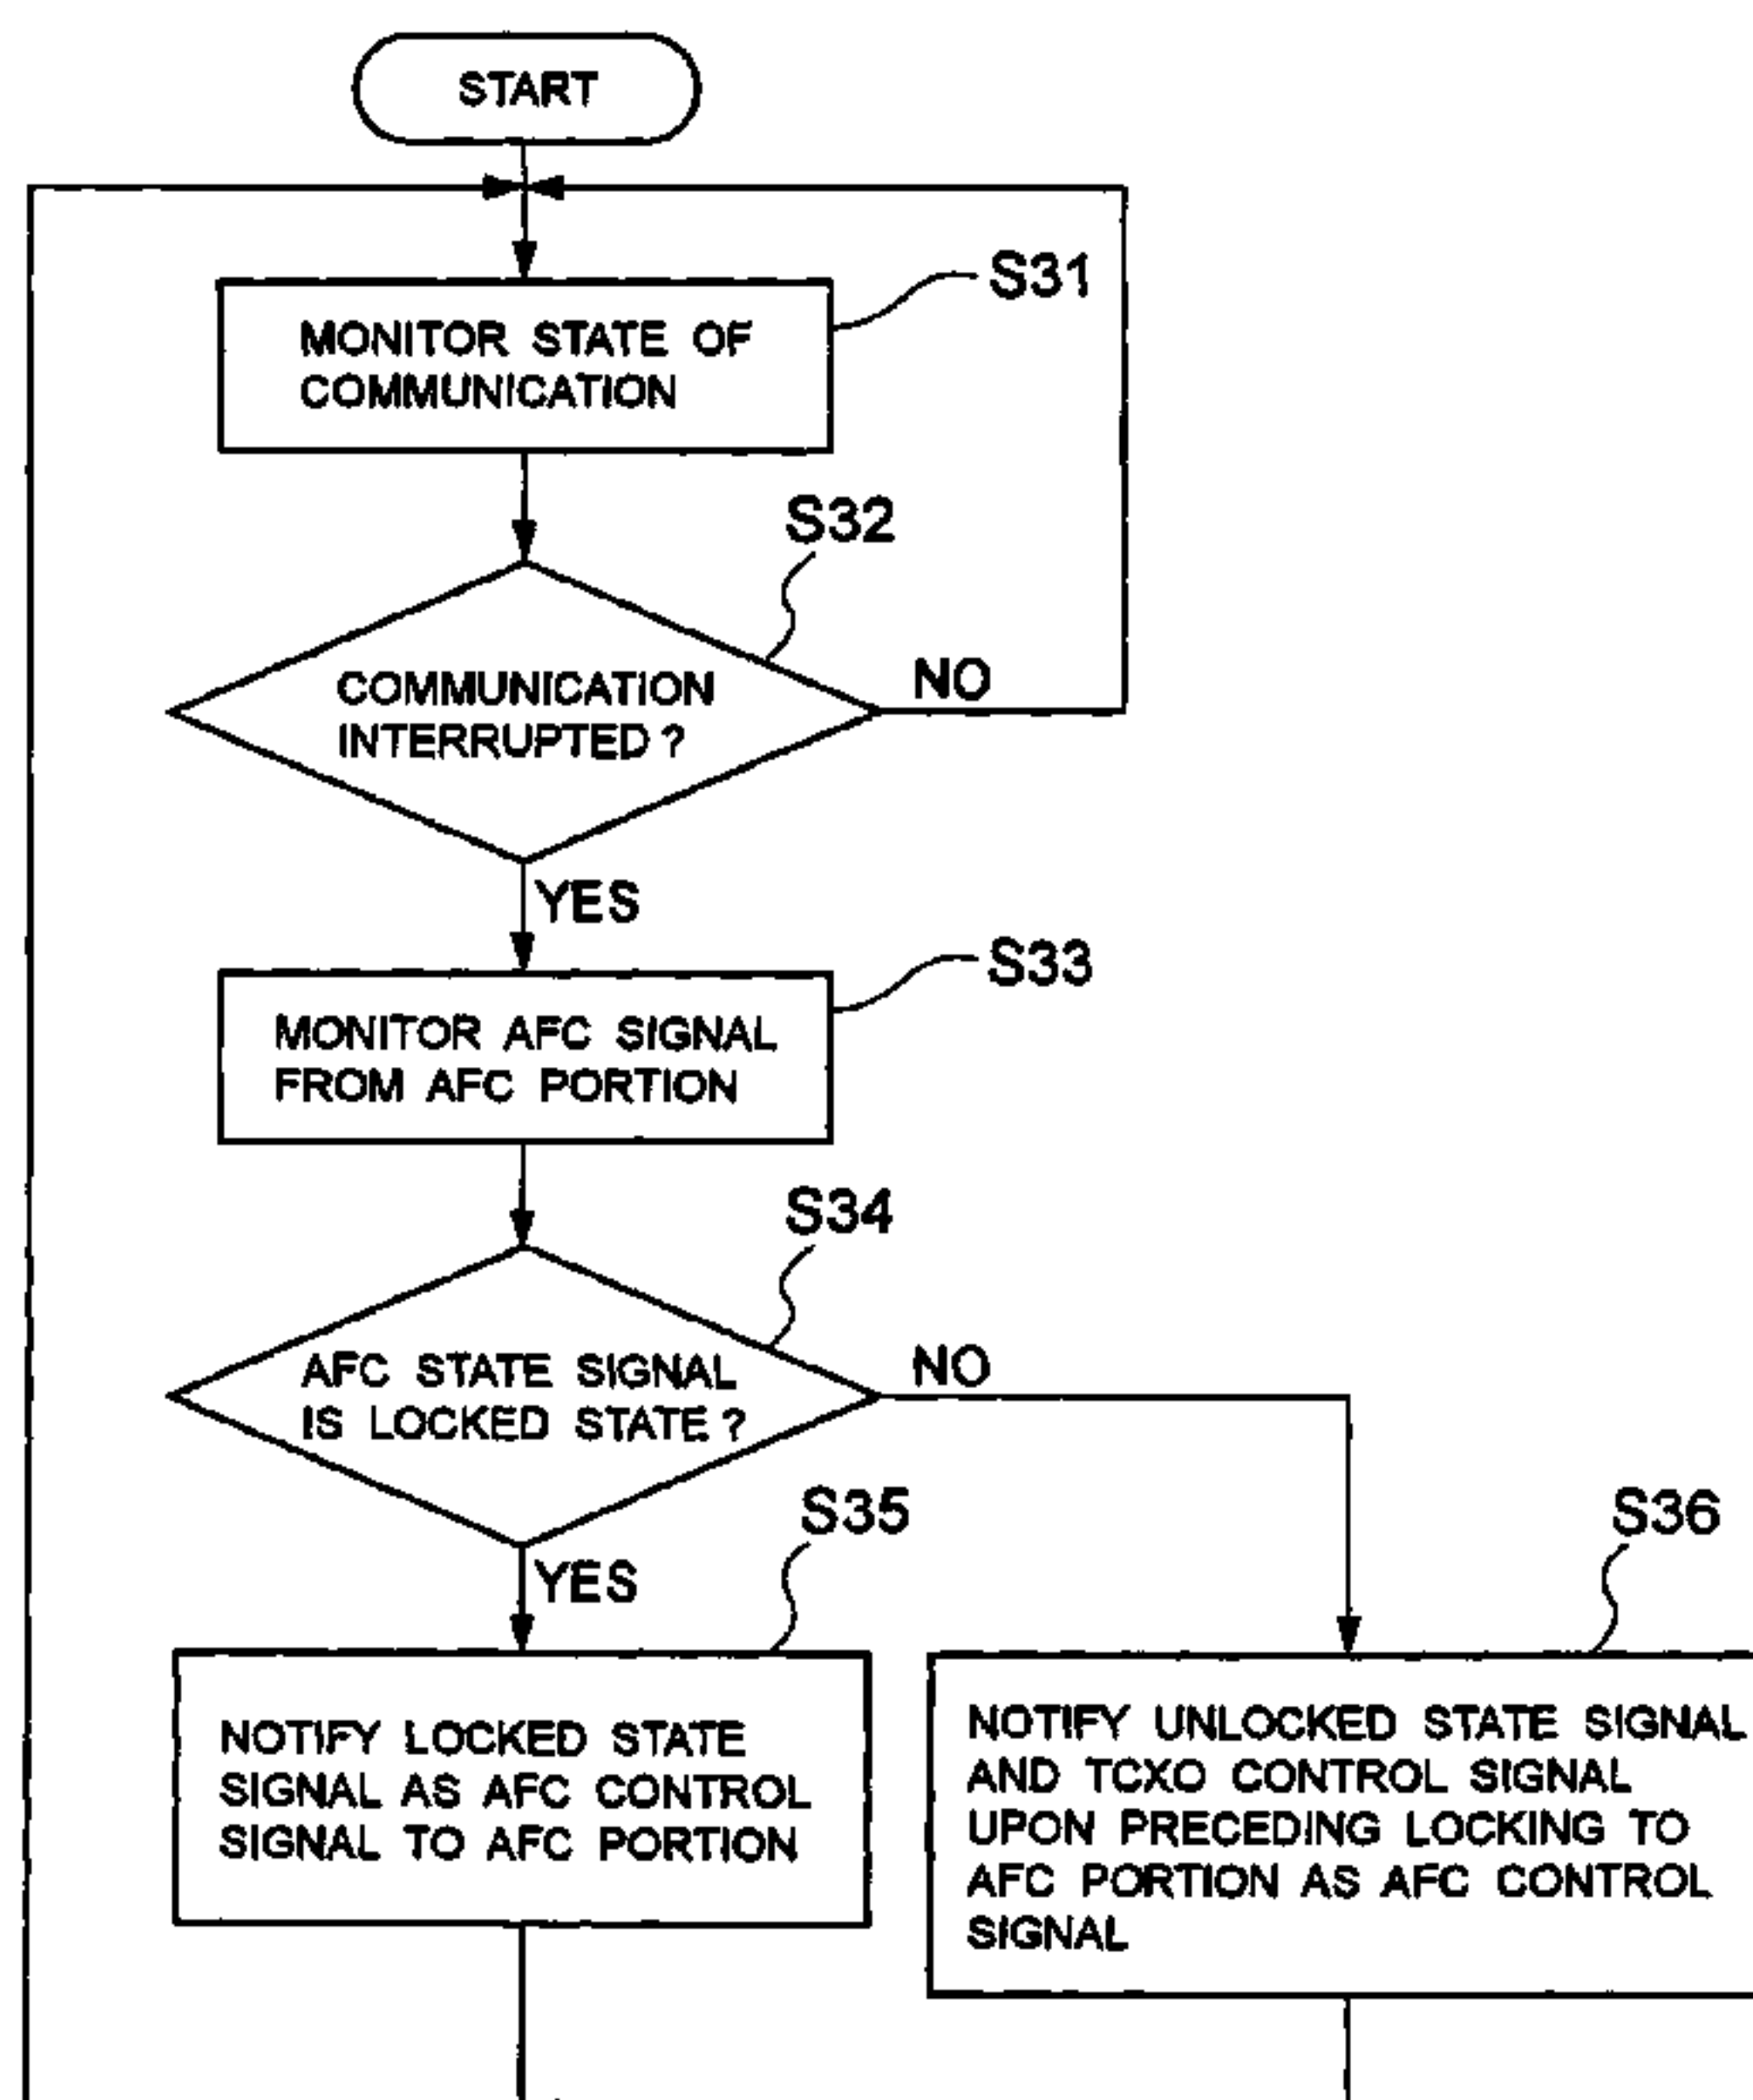 START
S31
MONITOR STATE OF
COMMUNICATION
S32
COMMUNICATION
INTERRUPTED ?
NO
YES
S33
MONITOR AFC SIGNAL
FROM AFC PORTION
S34
AFC STATE SIGNAL
IS LOCKED STATE ?
NO
YES
S35
NOTIFY LOCKED STATE
SIGNAL AS AFC CONTROL
SIGNAL TO AFC PORTION
S36
NOTIFY UNLOCKED STATE SIGNAL
AND TCXO CONTROL SIGNAL
UPON PRECEDING LOCKING TO
AFC PORTION AS AFC CONTROL
SIGNAL